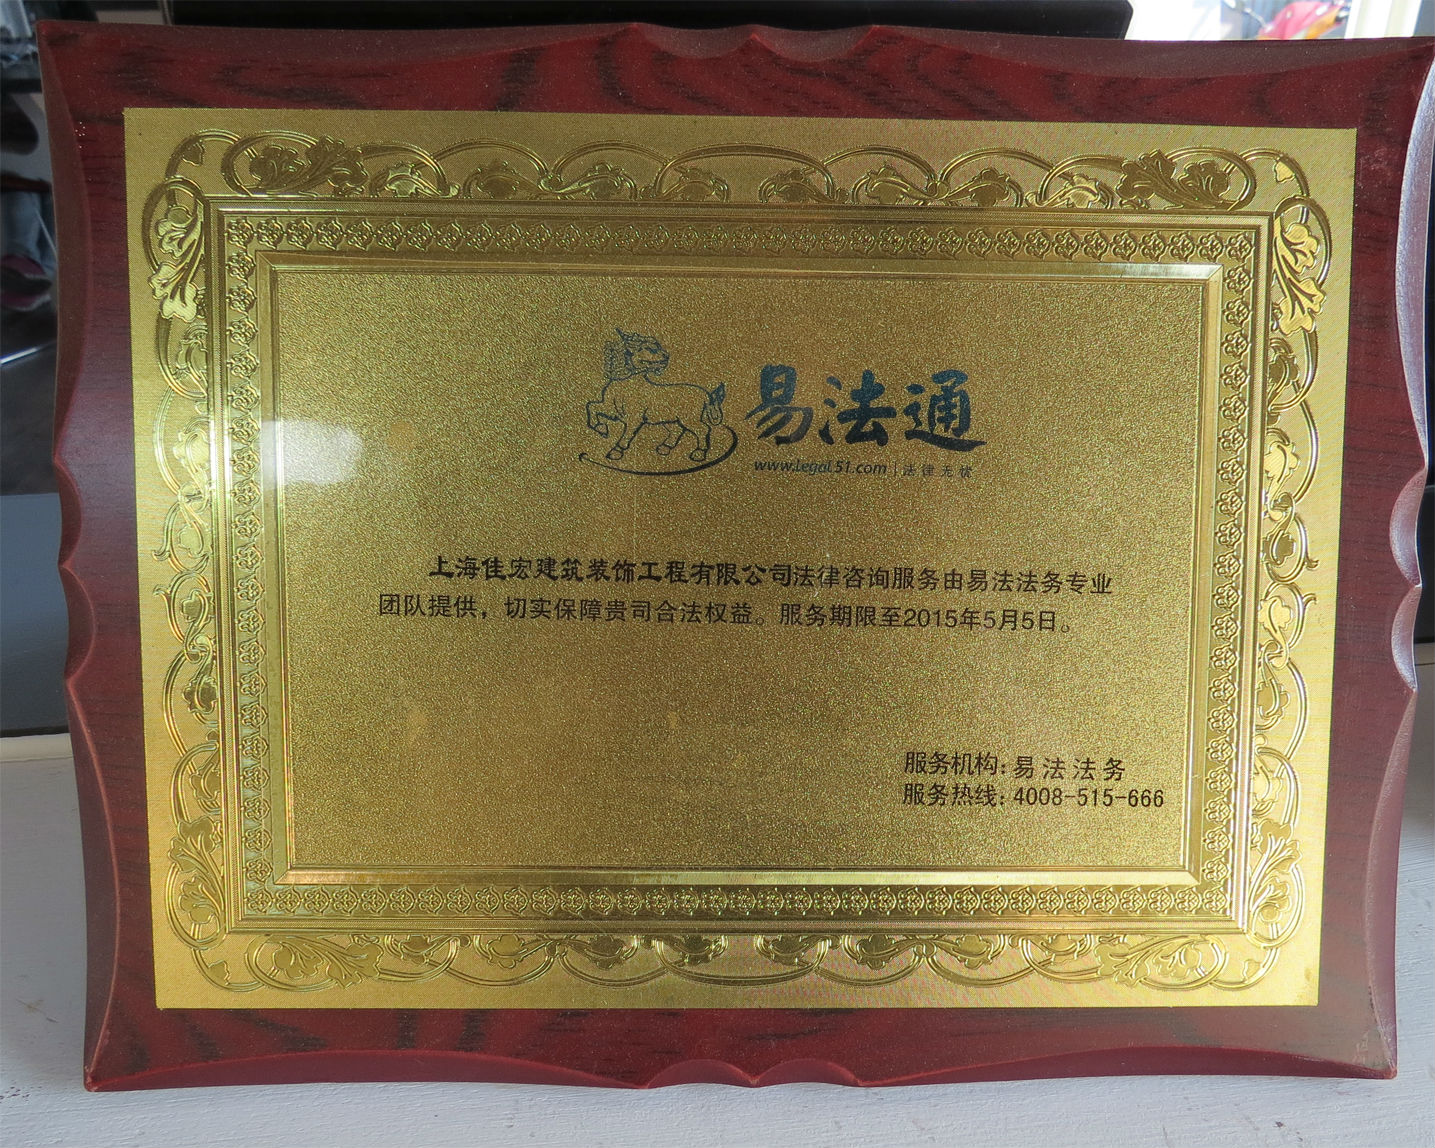 易法通
www.Legal51.com | 法律无忧
上海佳宏建筑装饰工程有限公司法律咨询服务由易法法务专业
团队提供，切实保障贵司合法权益。服务期限至2015年5月5日。
服务机构：易法法务
服务热线：4008-515-666